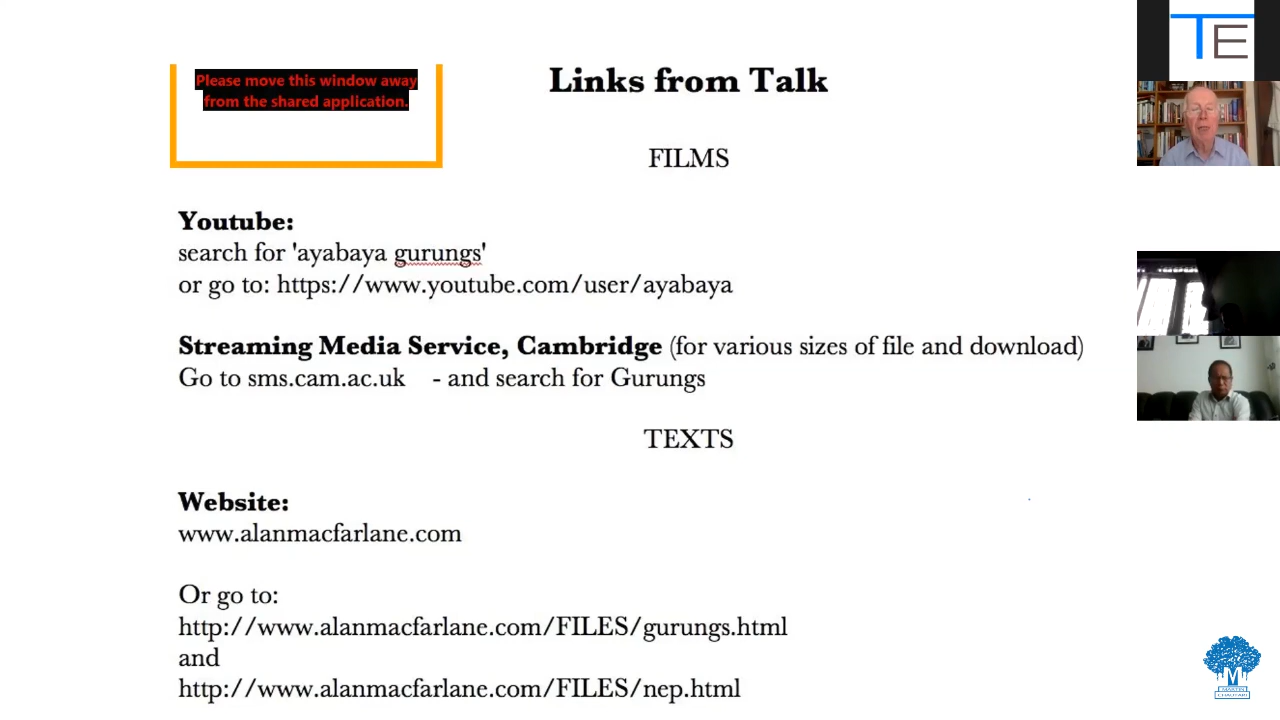 Please move this window away
from the shared application.
Links from Talk
FILMS
Youtube:
search for 'ayabaya gurungs'
or go to: https://www.youtube.com/user/ayabaya
Streaming Media Service, Cambridge (for various sizes of file and download)
Go to sms.cam.ac.uk - and search for Gurungs
TEXTS
Website:
www.alanmacfarlane.com
Or go to:
http://www.alanmacfarlane.com/FILES/gurungs.html
and
http://www.alanmacfarlane.com/FILES/nep.html
TE
M
MARTIN
CHAUTARI